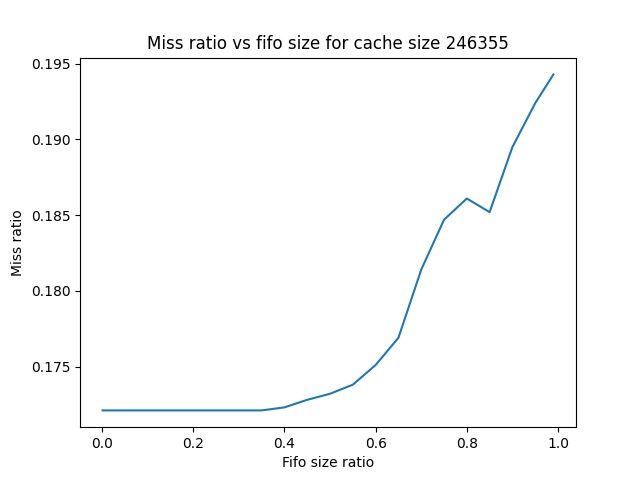 Miss ratio vs fifo size for cache size 246355
0.195
0.190
0.185
0.180
0.175
Miss ratio
0.0 0.2 0.4 0.6 0.8 1.0
Fifo size ratio